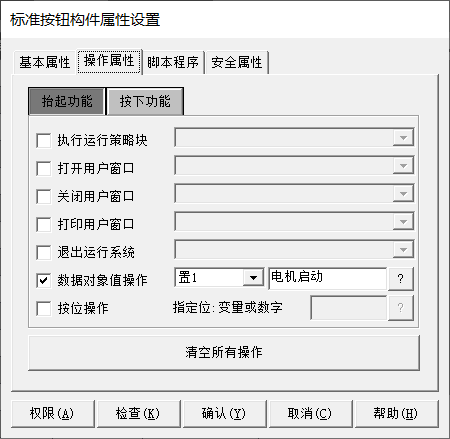 标准按钮构件属性设置
基本属性 操作属性 脚本程序 安全属性
抬起功能 按下功能
执行运行策略块
打开用户窗口
关闭用户窗口
打印用户窗口
退出运行系统
数据对象值操作 置1 电机启动 ?
按位操作 指定位:变量或数字 ?
清空所有操作
权限(A) 检查(K) 确认(Y) 取消(C) 帮助(H)